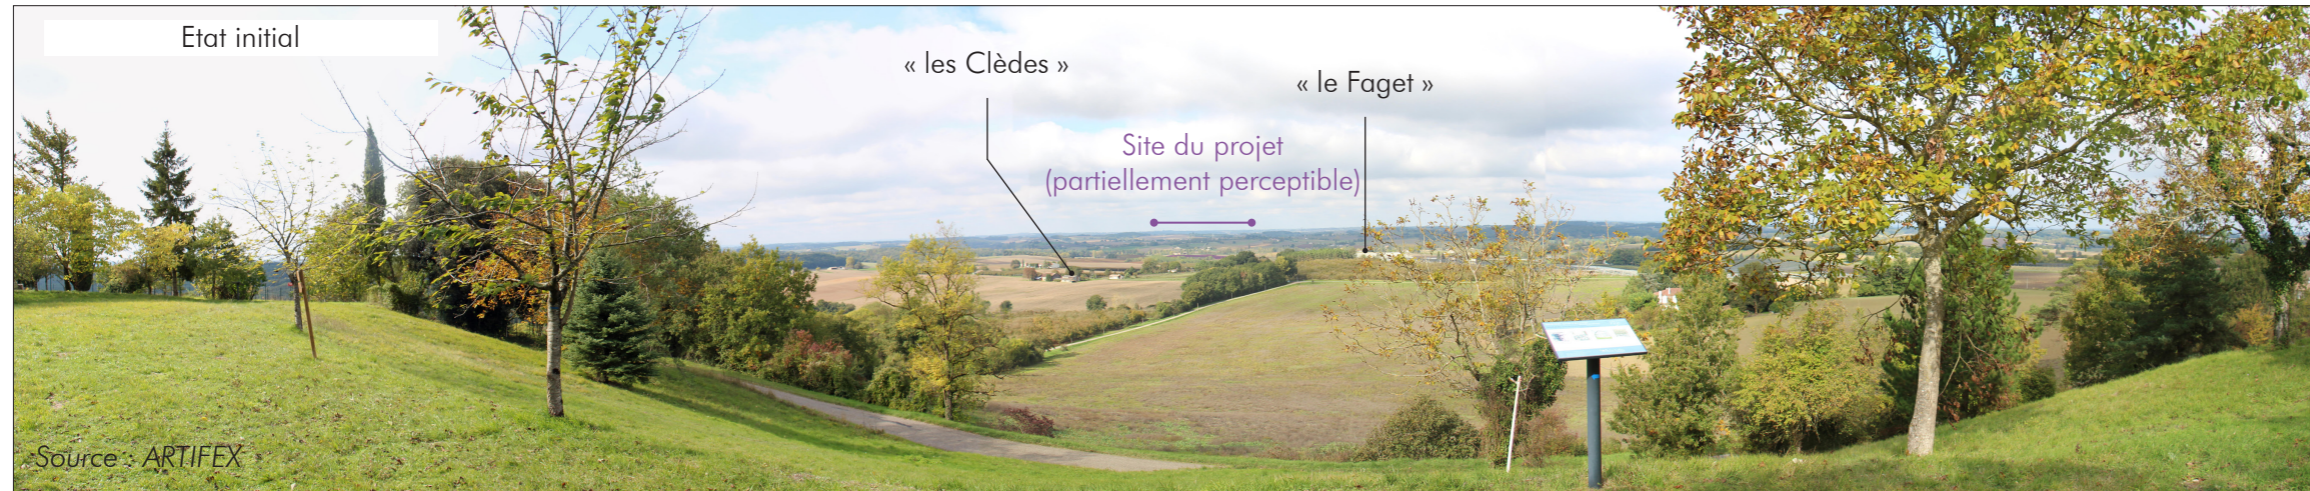 Etat initial
« les Clèdes »
« le Faget »
Site du projet
(partiellement perceptible)
Source : ARTIFEX